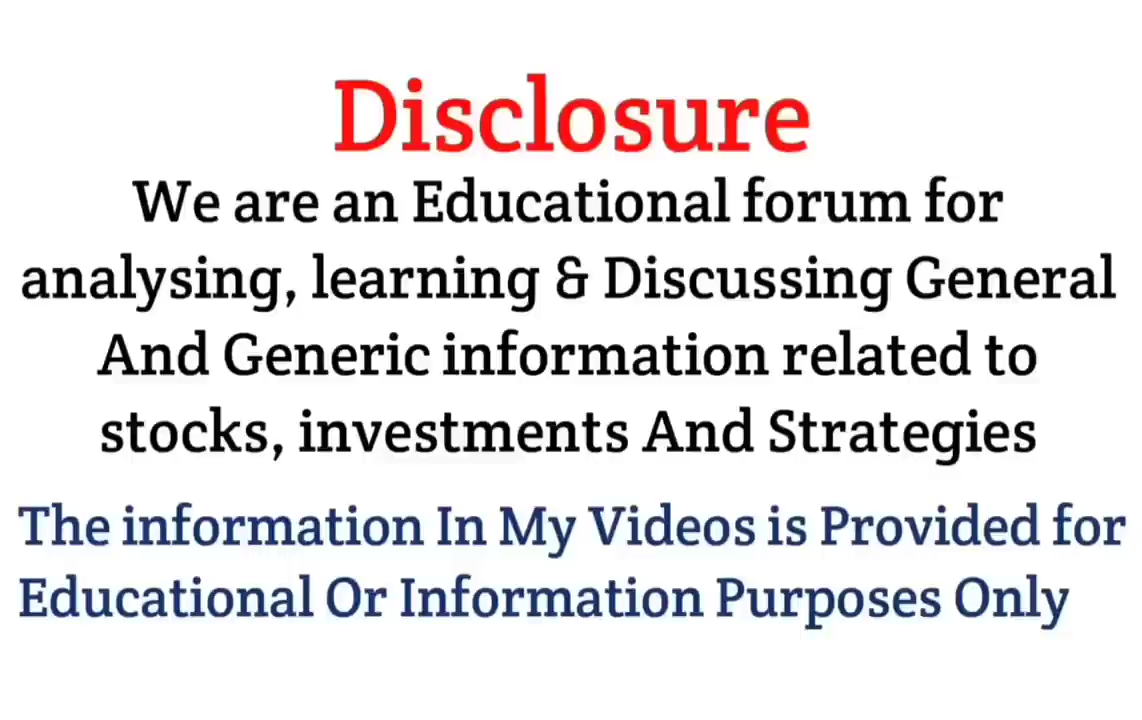 Disclosure
We are an Educational forum for
analysing, learning & Discussing General
And Generic information related to
stocks, investments And Strategies
The information In My Videos is Provided for
Educational Or Information Purposes Only